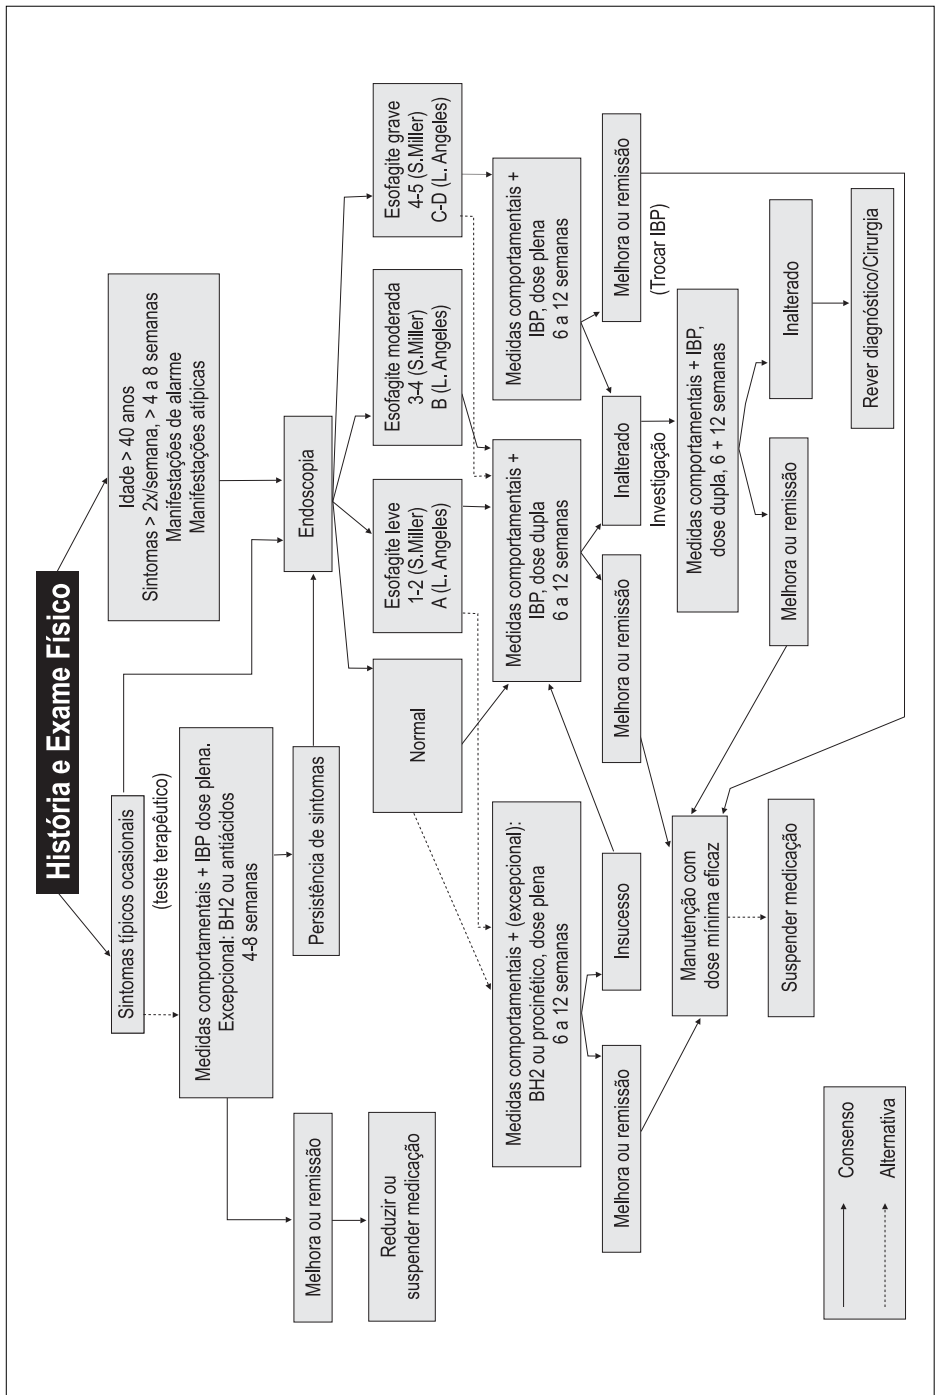 História e Exame Físico
Sintomas típicos ocasionais
Idade > 40 anos
Sintomas > 2x/semana, > 4 a 8 semanas
Manifestações de alarme
Manifestações atípicas
(teste terapêutico)
Medidas comportamentais + IBP dose plena.
Excepcional: BH2 ou antiácidos
4-8 semanas
Persistência de sintomas
Endoscopia
Melhora ou remissão
Reduzir ou
suspender medicação
Normal
Esofagite leve
1-2 (S.Miller)
A (L. Angeles)
Esofagite moderada
3-4 (S.Miller)
B (L. Angeles)
Esofagite grave
4-5 (S.Miller)
C-D (L. Angeles)
Medidas comportamentais + (excepcional):
BH2 ou procinético, dose plena
6 a 12 semanas
Medidas comportamentais +
IBP, dose dupla
6 a 12 semanas
Medidas comportamentais +
IBP, dose plena
6 a 12 semanas
Melhora ou remissão
Insucesso
Melhora ou remissão
Inalterado
Melhora ou remissão
Investigação
(Trocar IBP)
Manutenção com
dose mínima eficaz
Medidas comportamentais + IBP,
dose dupla, 6 + 12 semanas
Suspender medicação
Melhora ou remissão
Inalterado
Rever diagnóstico/Cirurgia
Consenso
Alternativa